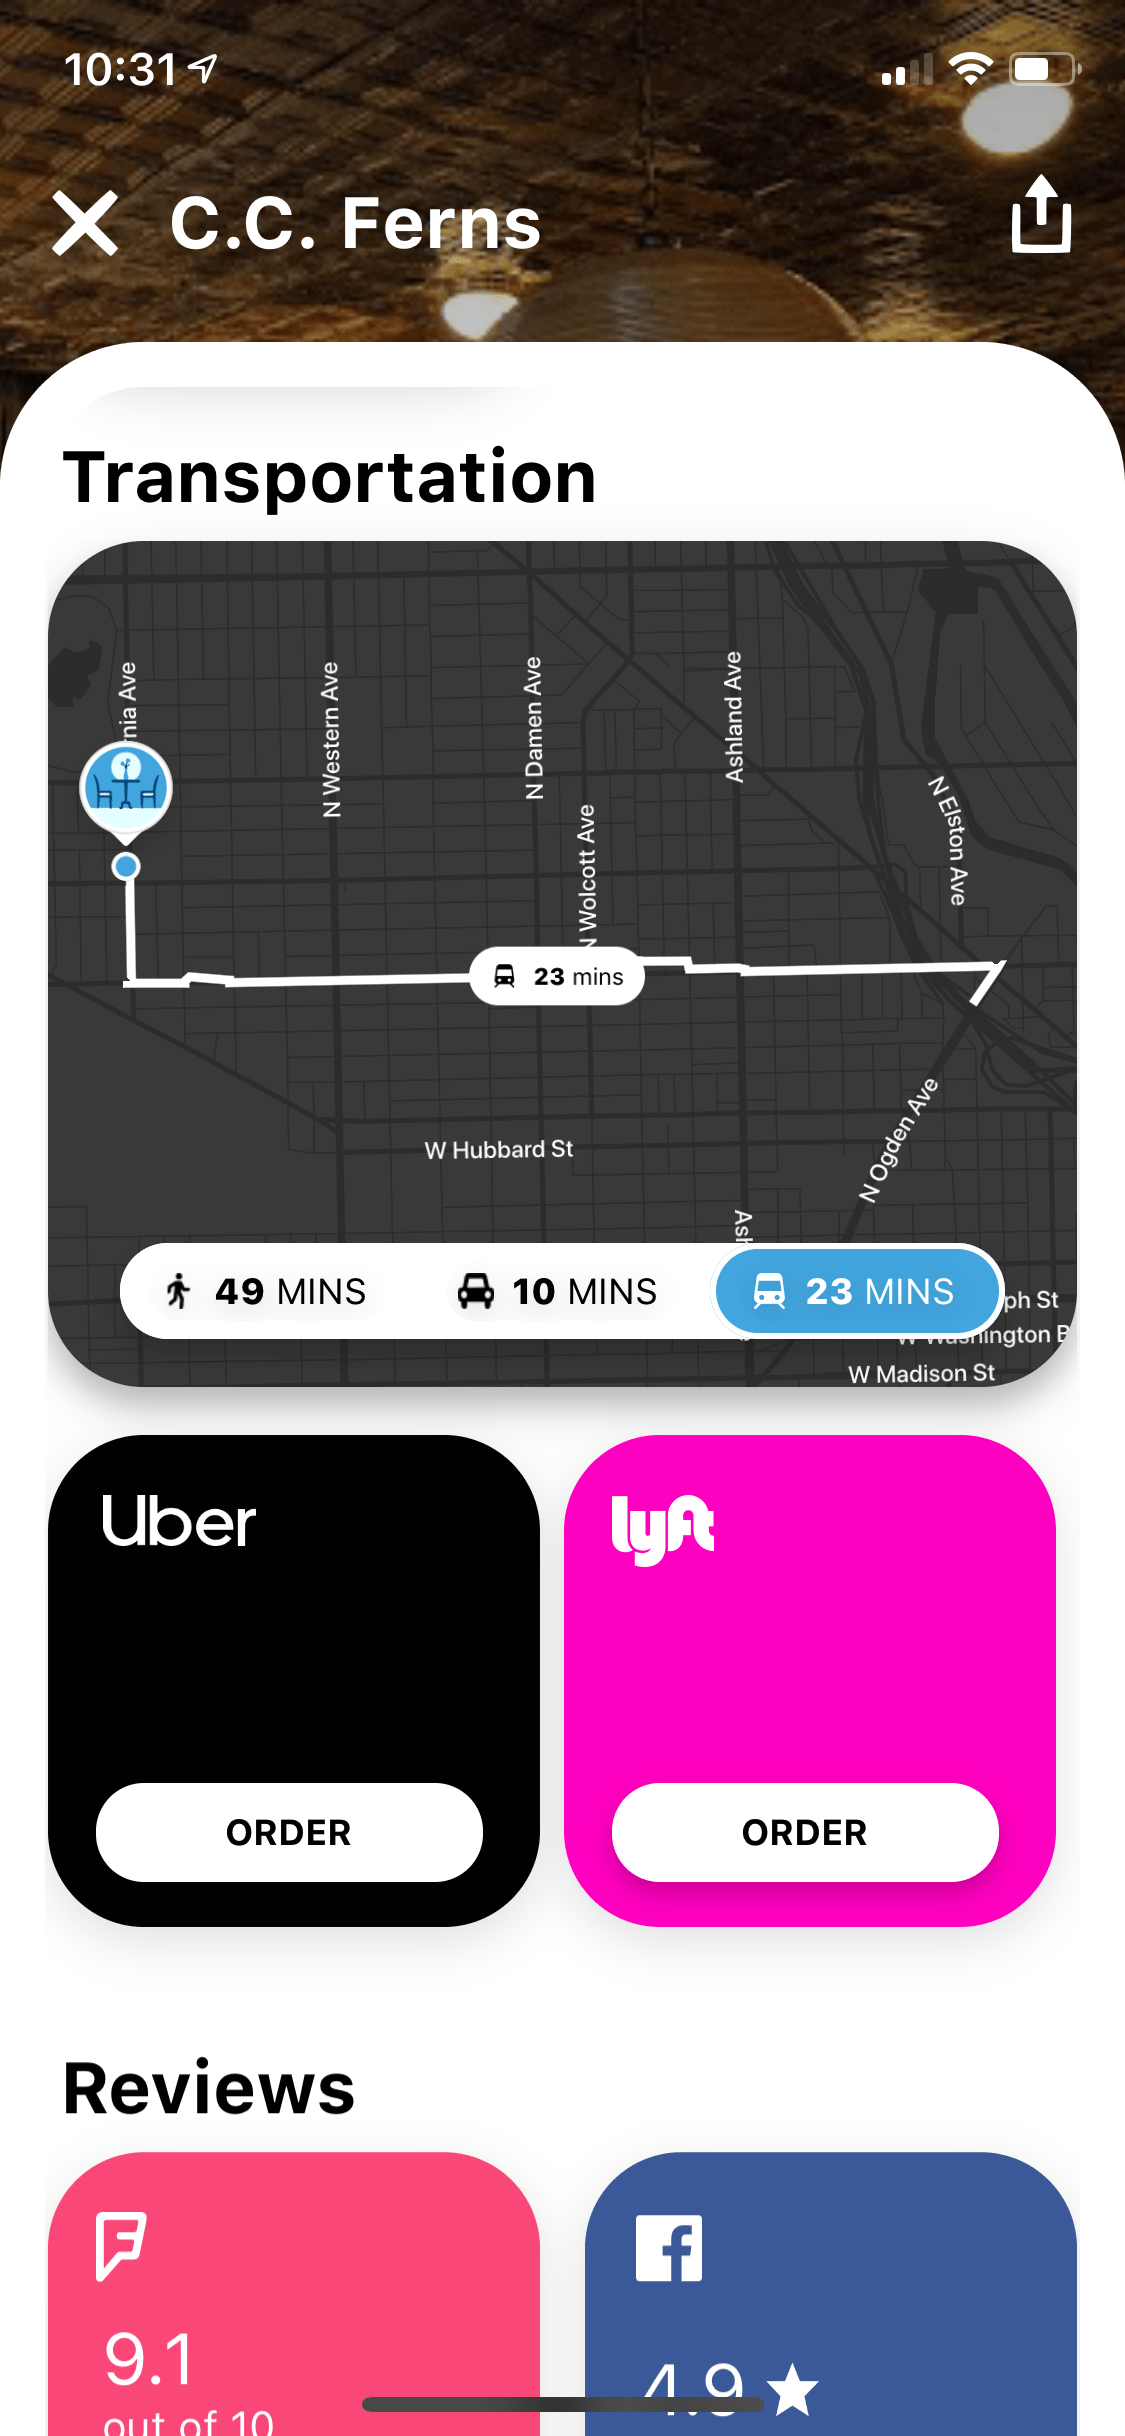 10:31
C.C. Ferns
Transportation
nia Ave
N Western Ave
N Damen Ave
Ashland Ave
N Wolcott Ave
N Elston Ave
23 mins
N Ogden Ave
W Hubbard St
Ash
49 MINS
10 MINS
23 MINS
ph St
W Washington B
W Madison St
Uber
lyft
ORDER
ORDER
Reviews
9.1
out of 10
4.9